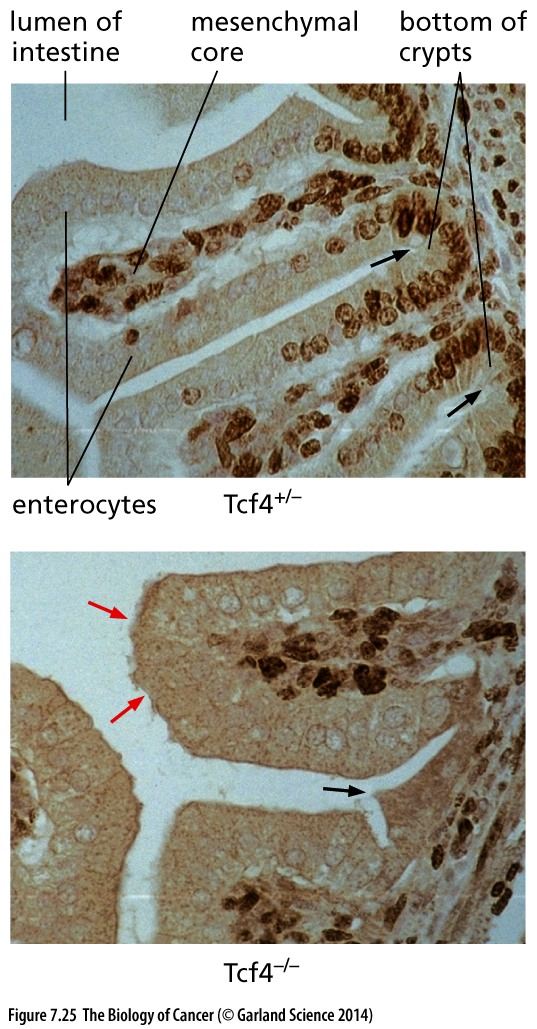 lumen of
intestine
mesenchymal
core
bottom of
crypts
enterocytes
Tcf4+/–
Tcf4–/–
Figure 7.25 The Biology of Cancer (© Garland Science 2014)